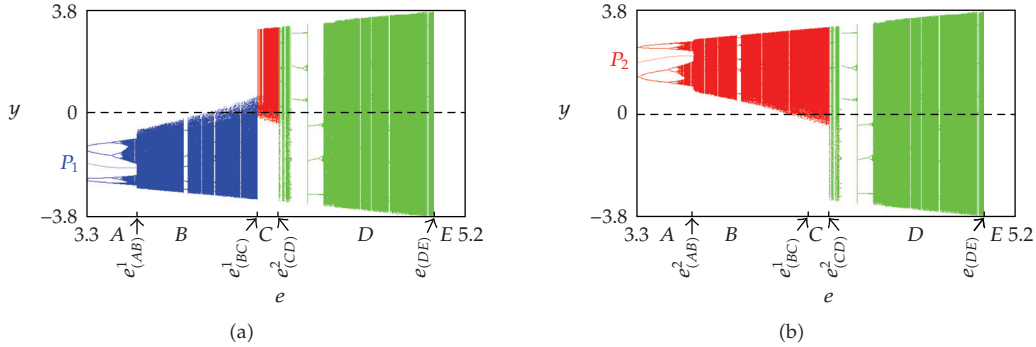 3.8
y
0
P₁
−3.8
3.3 A B C D E 5.2
e¹(AB) e¹(BC) e²(CD) e(DE)
e
(a)
3.8
P₂
y
0
−3.8
3.3 A B C D E 5.2
e²(AB) e¹(BC) e²(CD) e(DE)
e
(b)